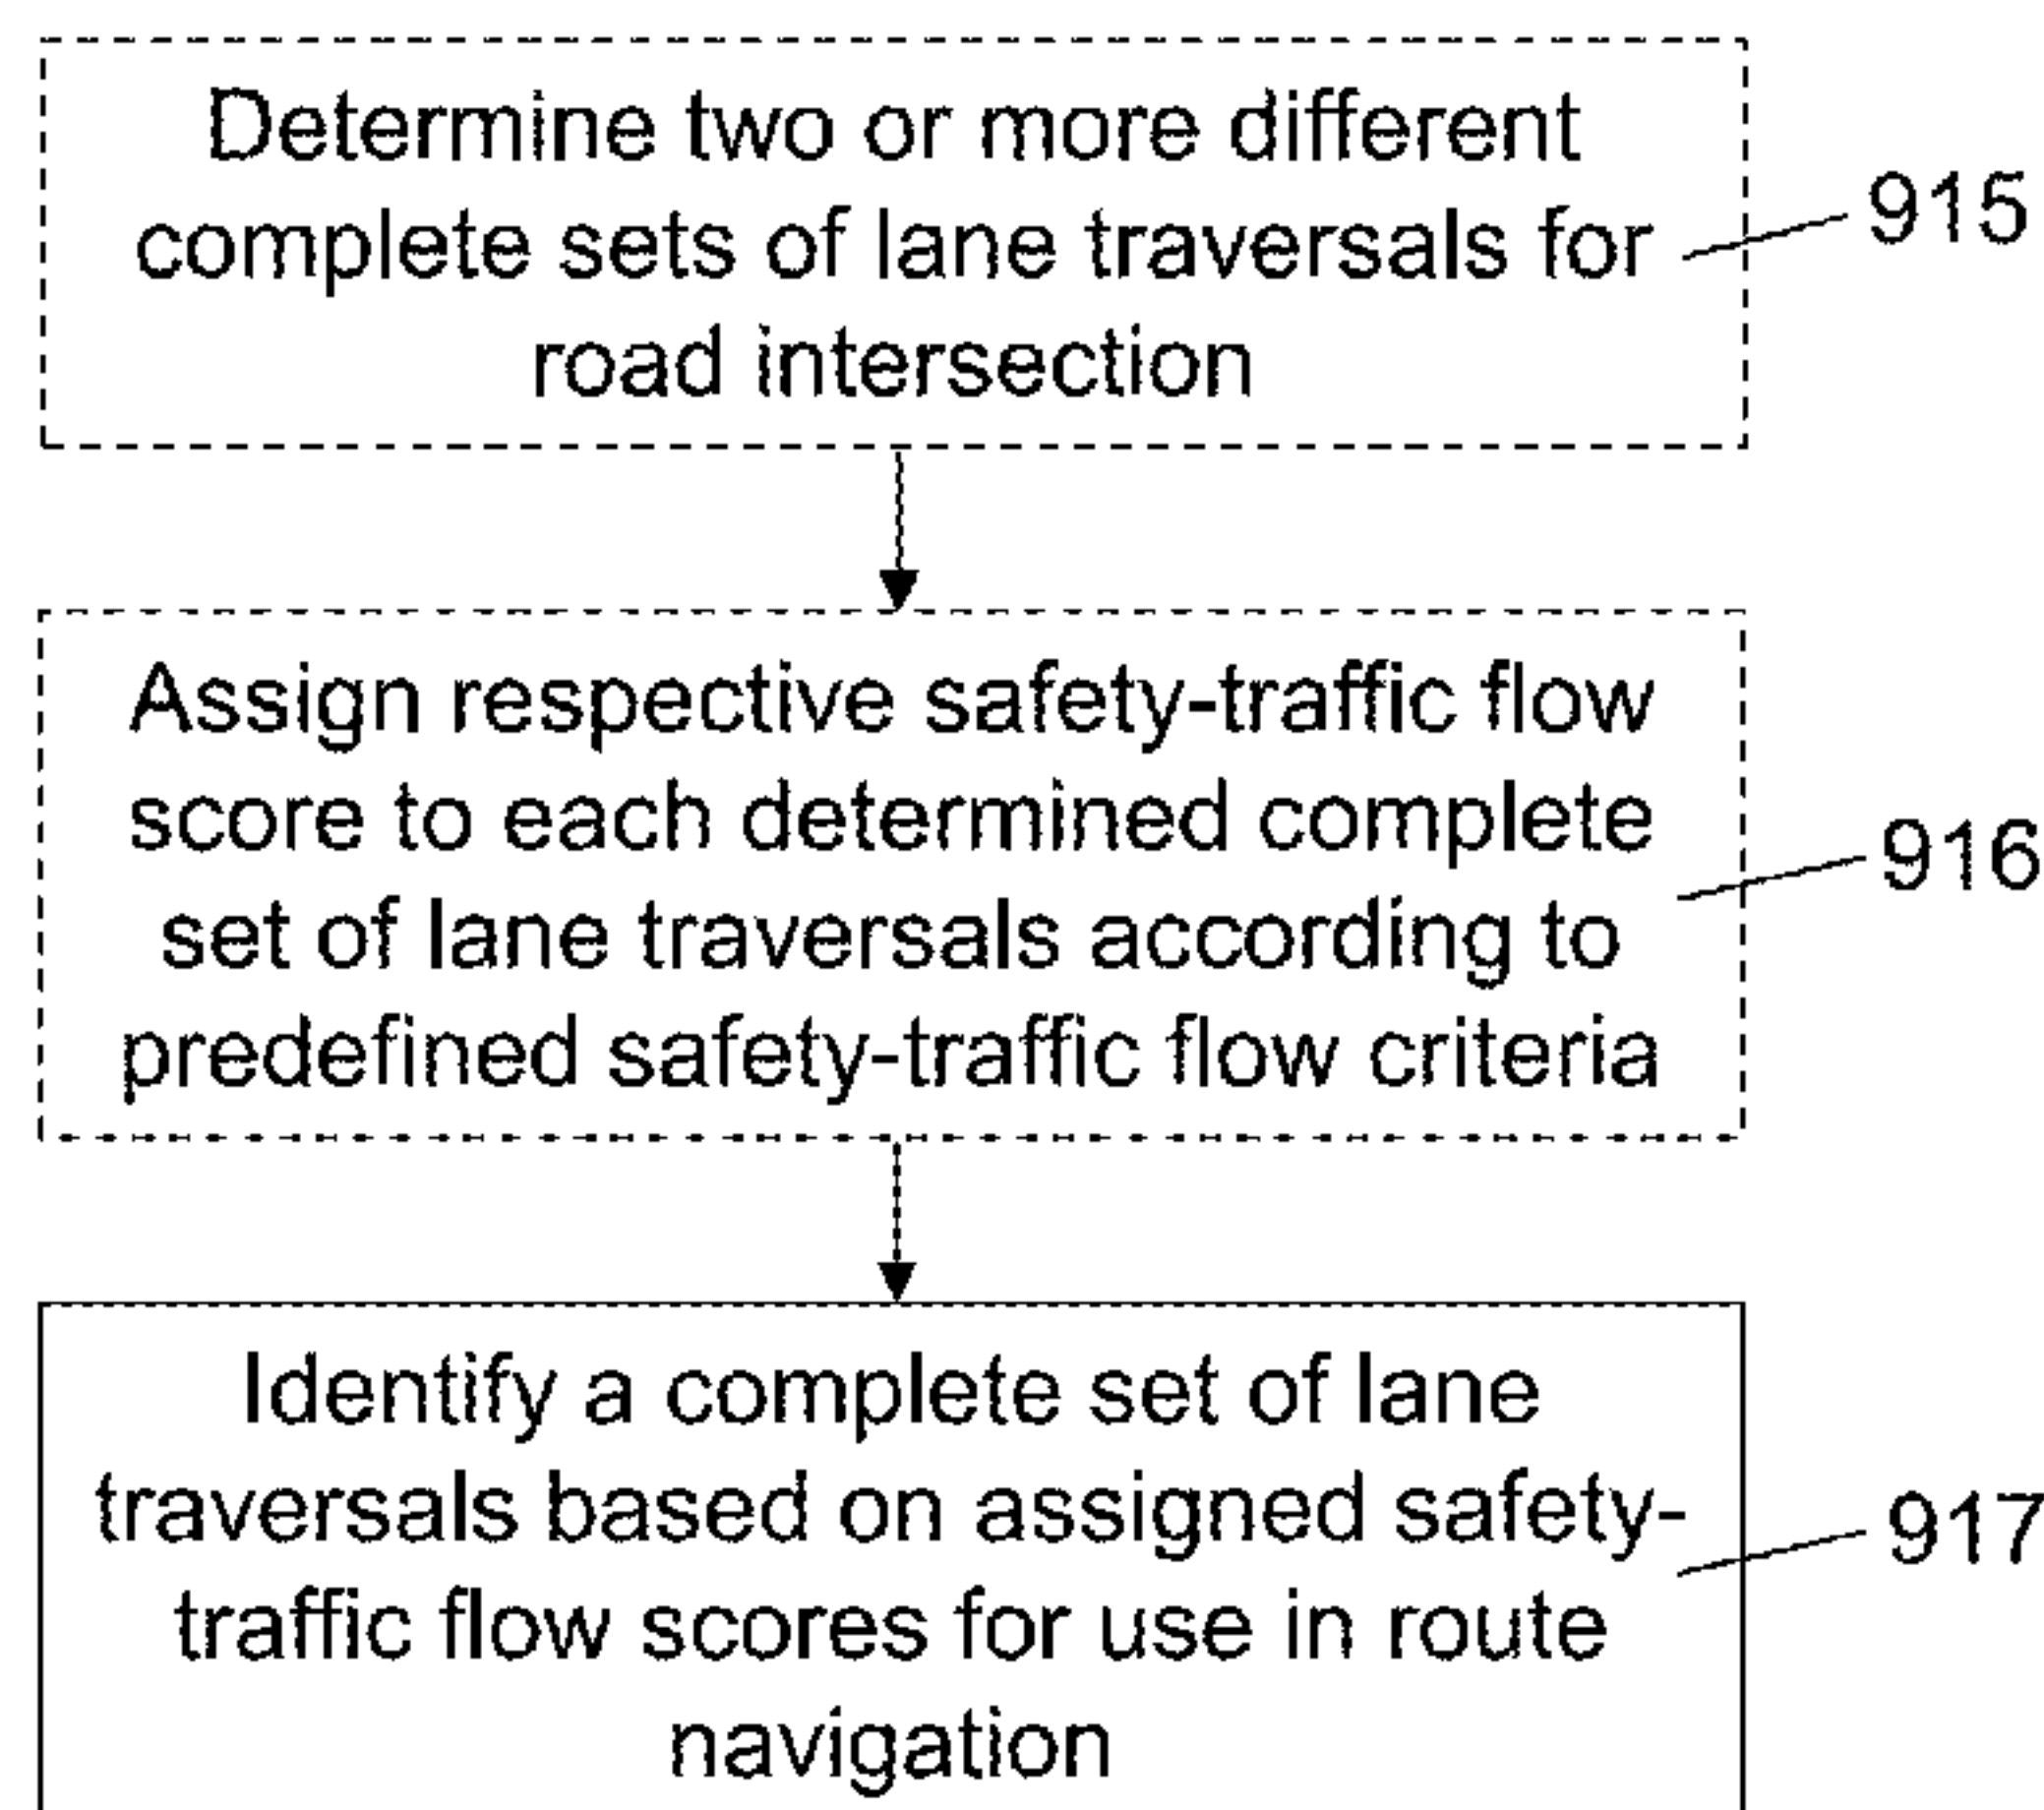 Determine two or more different
complete sets of lane traversals for
road intersection
915
Assign respective safety-traffic flow
score to each determined complete
set of lane traversals according to
predefined safety-traffic flow criteria
916
Identify a complete set of lane
traversals based on assigned safety-
traffic flow scores for use in route
navigation
917